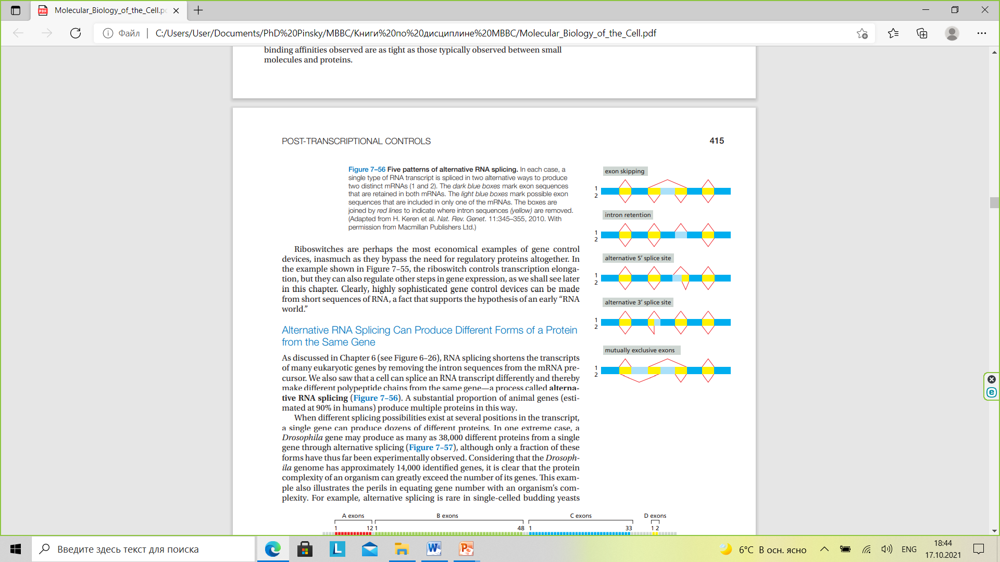 Molecular_Biology_of_the_Cell.pc
Файл
C:/Users/User/Documents/PhD%20Pinsky/MBBC/Книги%20по%20дисциплине%20MBBC/Molecular_Biology_of_the_Cell.pdf
binding affinities observed are as tight as those typically observed between small
molecules and proteins.
POST-TRANSCRIPTIONAL CONTROLS
415
Figure 7–56 Five patterns of alternative RNA splicing. In each case, a
single type of RNA transcript is spliced in two alternative ways to produce
two distinct mRNAs (1 and 2). The dark blue boxes mark exon sequences
that are retained in both mRNAs. The light blue boxes mark possible exon
sequences that are included in only one of the mRNAs. The boxes are
joined by red lines to indicate where intron sequences (yellow) are removed.
(Adapted from H. Keren et al. Nat. Rev. Genet. 11:345–355, 2010. With
permission from Macmillan Publishers Ltd.)
Riboswitches are perhaps the most economical examples of gene control
devices, inasmuch as they bypass the need for regulatory proteins altogether. In
the example shown in Figure 7–55, the riboswitch controls transcription elonga-
tion, but they can also regulate other steps in gene expression, as we shall see later
in this chapter. Clearly, highly sophisticated gene control devices can be made
from short sequences of RNA, a fact that supports the hypothesis of an early “RNA
world.”
Alternative RNA Splicing Can Produce Different Forms of a Protein
from the Same Gene
As discussed in Chapter 6 (see Figure 6–26), RNA splicing shortens the transcripts
of many eukaryotic genes by removing the intron sequences from the mRNA pre-
cursor. We also saw that a cell can splice an RNA transcript differently and thereby
make different polypeptide chains from the same gene—a process called alterna-
tive RNA splicing (Figure 7–56). A substantial proportion of animal genes (esti-
mated at 90% in humans) produce multiple proteins in this way.
When different splicing possibilities exist at several positions in the transcript,
a single gene can produce dozens of different proteins. In one extreme case, a
Drosophila gene may produce as many as 38,000 different proteins from a single
gene through alternative splicing (Figure 7–57), although only a fraction of these
forms have thus far been experimentally observed. Considering that the Drosoph-
ila genome has approximately 14,000 identified genes, it is clear that the protein
complexity of an organism can greatly exceed the number of its genes. This exam-
ple also illustrates the perils in equating gene number with an organism’s com-
plexity. For example, alternative splicing is rare in single-celled budding yeasts
exon skipping
1
2
intron retention
1
2
alternative 5′ splice site
1
2
alternative 3′ splice site
1
2
mutually exclusive exons
1
2
A exons B exons C exons D exons
1 12 1 48 1 33 1 2
Введите здесь текст для поиска
6°C В осн. ясно
ENG
18:44
17.10.2021